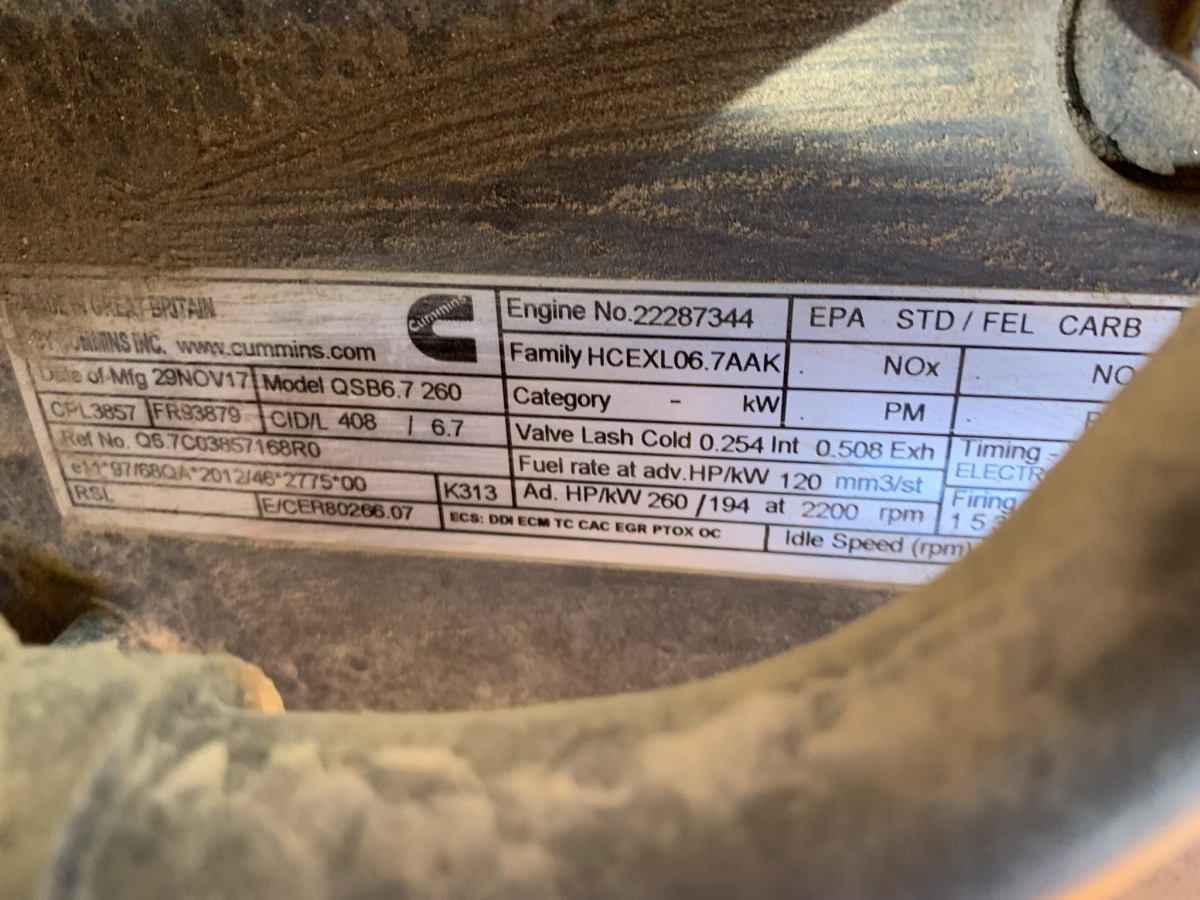 MADE IN GREAT BRITAIN
BY CUMMINS INC. www.cummins.com
Cummins
Date of Mfg 29NOV17 Model QSB6.7 260
CPL3857 FR93879 CID/L 408 / 6.7
Ref No. Q6.7C03857168R0
e11*97/68QA*2012/46*2775*00 K313
RSL E/CER80266.07
ECS: DDI ECM TC CAC EGR PTOX OC
Engine No.22287344
Family HCEXL06.7AAK
Category - kW
Valve Lash Cold 0.254 Int 0.508 Exh
Fuel rate at adv.HP/kW 120 mm3/st
Ad. HP/kW 260 /194 at 2200 rpm
Idle Speed (rpm)
EPA STD / FEL CARB
NOx
PM
Timing -
Firing
1 5